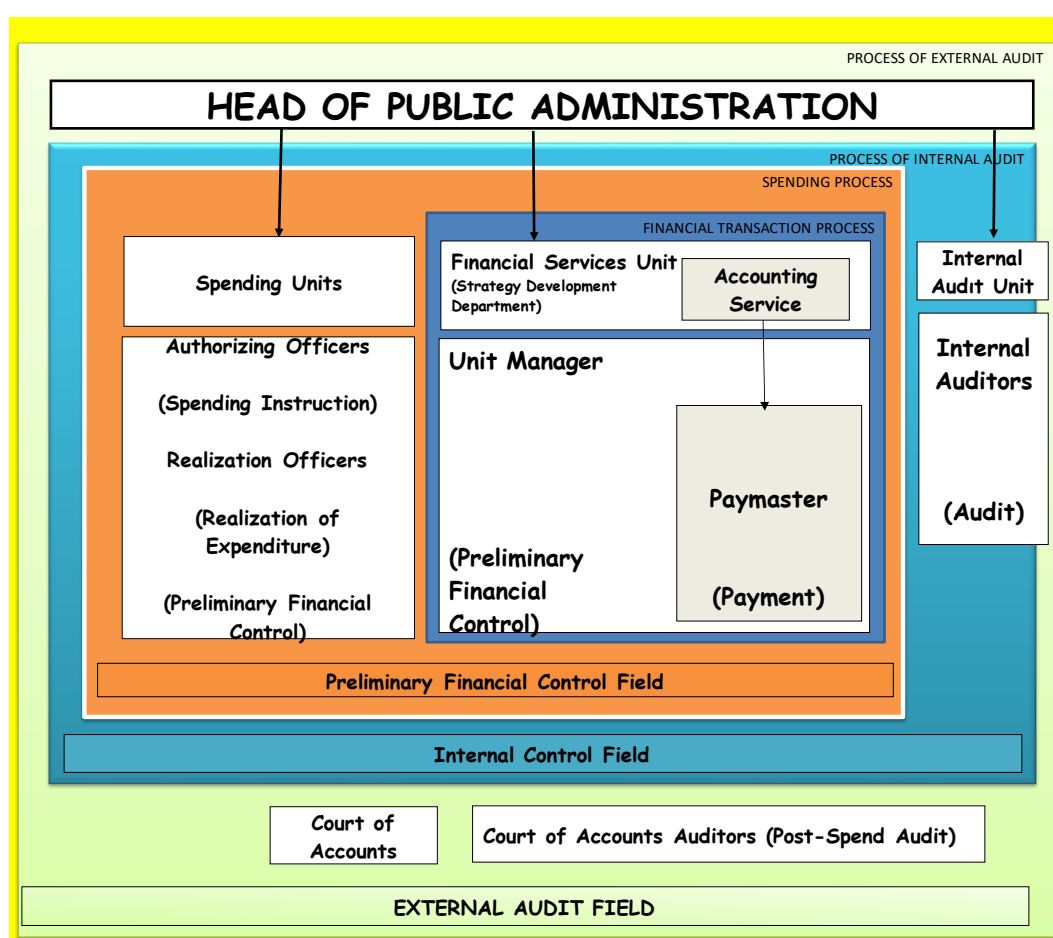 PROCESS OF EXTERNAL AUDIT
HEAD OF PUBLIC ADMINISTRATION
PROCESS OF INTERNAL AUDIT
SPENDING PROCESS
FINANCIAL TRANSACTION PROCESS
Spending Units
Fınancial Services Unit
(Strategy Development
Department)
Accounting
Service
Internal
Audıt Unit
Authorizing Officers
(Spending Instruction)
Realization Officers
(Realization of
Expenditure)
(Preliminary Financial
Control)
Unit Manager
(Preliminary
Financial
Control)
Paymaster
(Payment)
Internal
Auditors
(Audit)
Preliminary Financial Control Field
Internal Control Field
Court of
Accounts
Court of Accounts Auditors (Post-Spend Audit)
EXTERNAL AUDIT FIELD